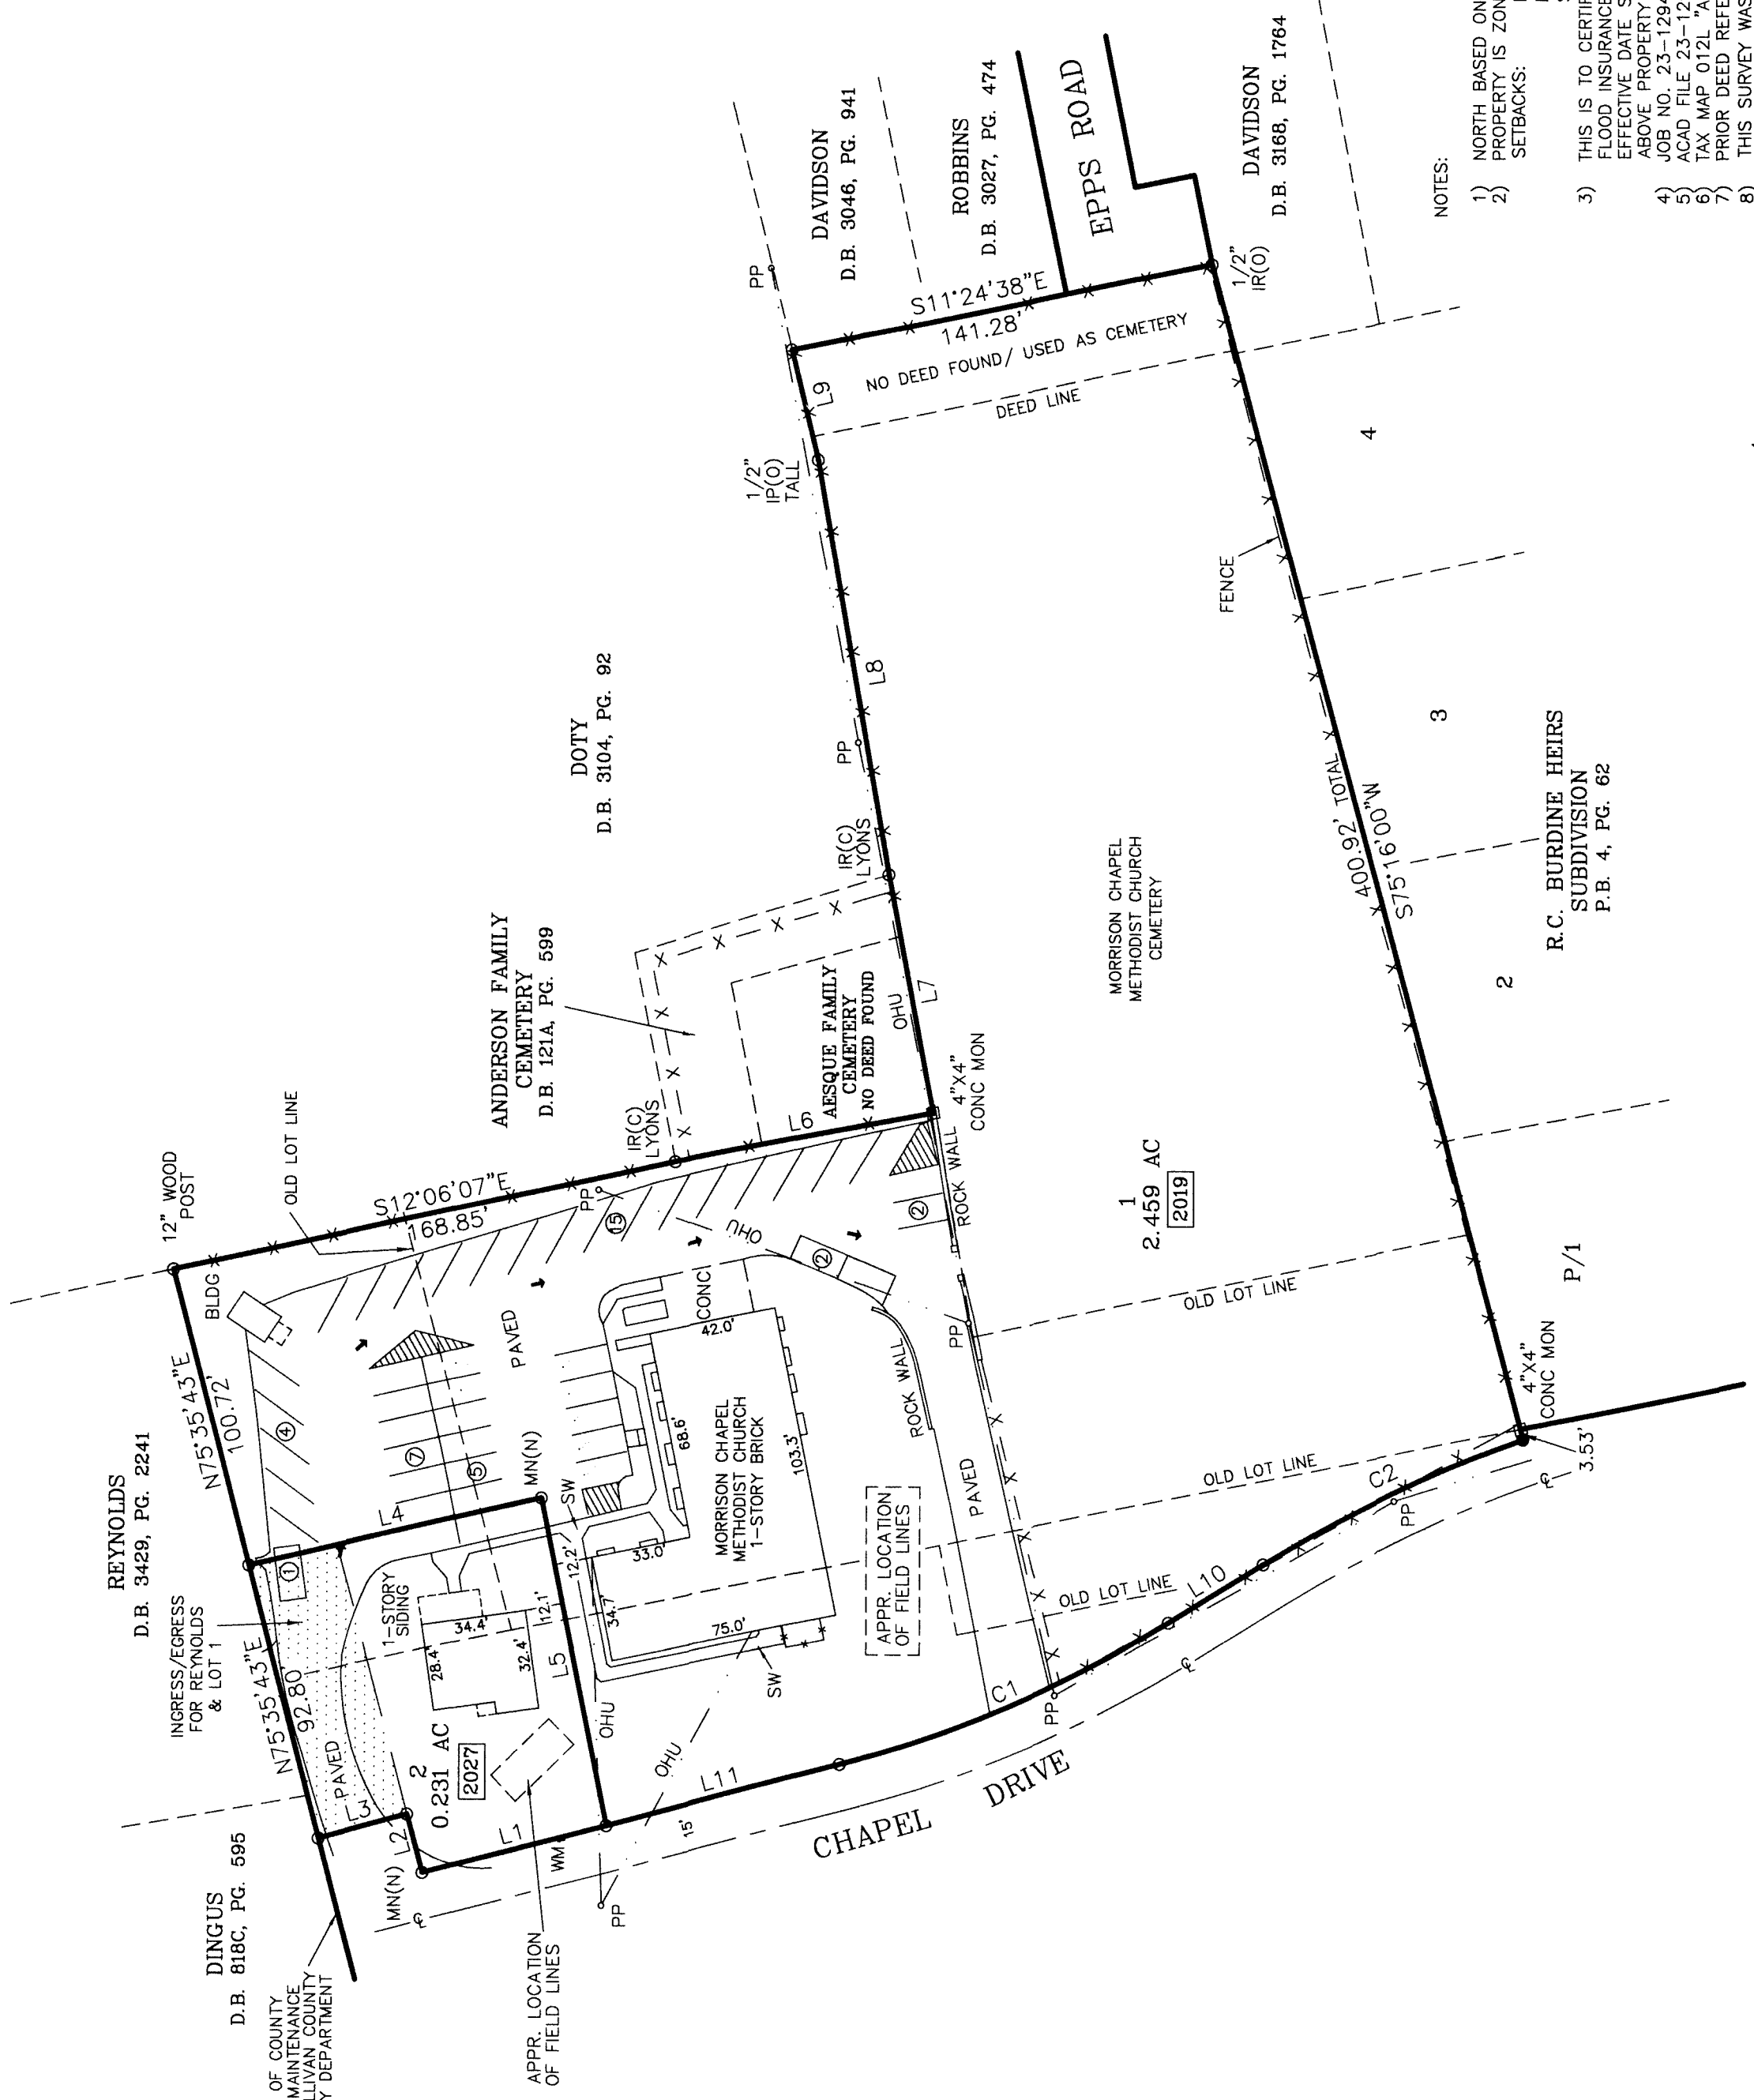 DINGUS
D.B. 818C, PG. 595
OF COUNTY
MAINTENANCE
LLIVAN COUNTY
Y DEPARTMENT
REYNOLDS
D.B. 3429, PG. 2241
INGRESS/EGRESS
FOR REYNOLDS
& LOT 1
N75°35'43"E
92.80'
N75°35'43"E
100.72'
PAVED
L3
L2
MN(N)
℄
L1
WM
2
0.231 AC
2027
APPR. LOCATION
OF FIELD LINES
PP
1-STORY
SIDING
28.4'
34.4'
32.4'
12.1'
L5
L4
MN(N)
1
4
7
5
BLDG
12" WOOD
POST
OLD LOT LINE
S12°06'07"E
168.85'
PAVED
PP
15
IR(C)
LYONS
ANDERSON FAMILY
CEMETERY
D.B. 121A, PG. 599
AESQUE FAMILY
CEMETERY
NO DEED FOUND
L6
OHU
L7
IR(C)
LYONS
4"X4"
CONC MON
DOTY
D.B. 3104, PG. 92
PP
L8
1/2"
IP(O)
TALL
L9
PP
DAVIDSON
D.B. 3046, PG. 941
ROBBINS
D.B. 3027, PG. 474
EPPS ROAD
DAVIDSON
D.B. 3168, PG. 1764
S11°24'38"E
141.28'
NO DEED FOUND/ USED AS CEMETERY
DEED LINE
1/2"
IR(O)
SW
12.2'
33.0'
34.7'
75.0'
68.6'
42.0'
103.3'
CONC
MORRISON CHAPEL
METHODIST CHURCH
1-STORY BRICK
OHU
2
2
ROCK WALL
ROCK WALL
PP
PAVED
SW
OHU
OHU
APPR. LOCATION
OF FIELD LINES
L11
15'
C1
PP
CHAPEL DRIVE
℄
OLD LOT LINE
L10
OLD LOT LINE
C2
PP
℄
3.53'
4"X4"
CONC MON
OLD LOT LINE
1
2.459 AC
2019
MORRISON CHAPEL
METHODIST CHURCH
CEMETERY
FENCE
400.92' TOTAL
S75°16'00"W
P/1
2
3
4
R.C. BURDINE HEIRS
SUBDIVISION
P.B. 4, PG. 62
NOTES:
1) NORTH BASED ON
2) PROPERTY IS ZON
SETBACKS:
3) THIS IS TO CERTIF
FLOOD INSURANCE
EFFECTIVE DATE S
ABOVE PROPERTY
4) JOB NO. 23-1294
5) ACAD FILE 23-12
6) TAX MAP 012L "A
7) PRIOR DEED REFE
8) THIS SURVEY WAS